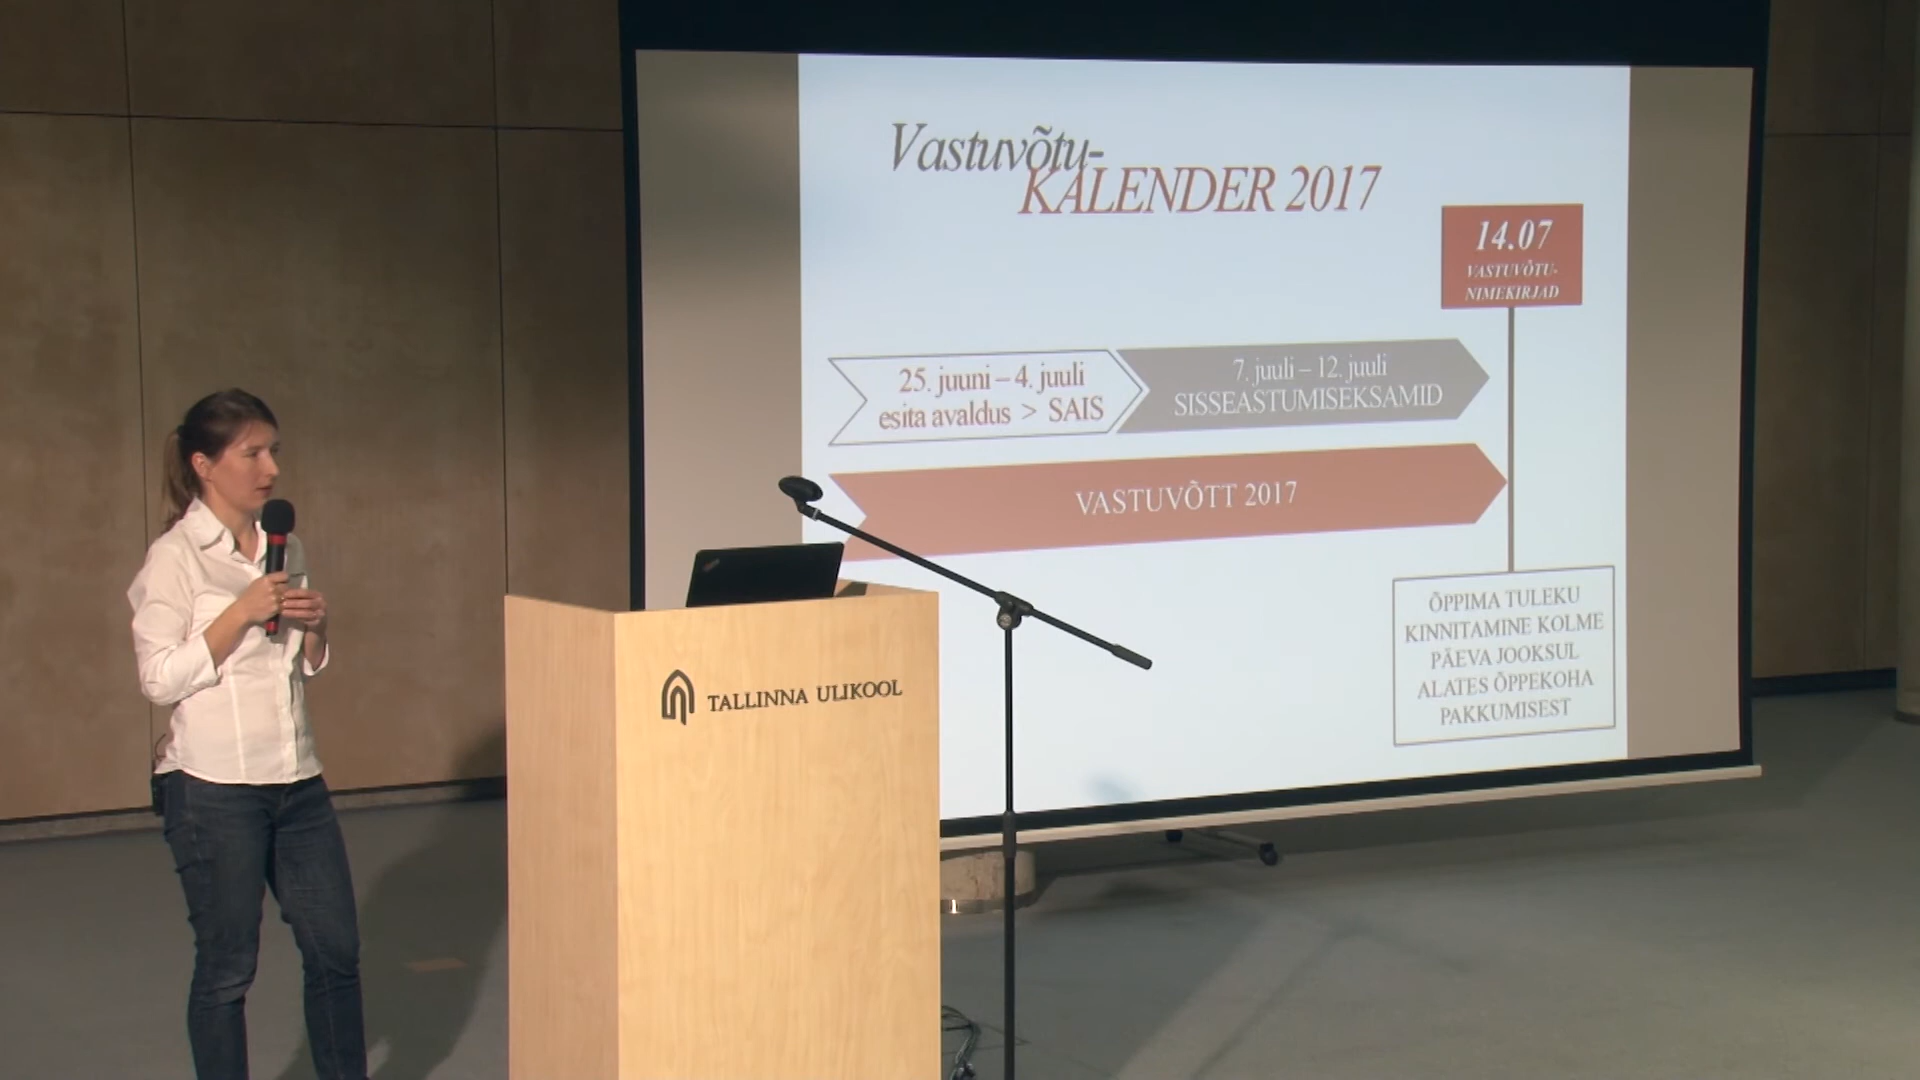 Vastuvõtu-
KALENDER 2017
14.07
VASTUVÕTU-
NIMEKIRJAD
25. juuni – 4. juuli
esita avaldus > SAIS
7. juuli – 12. juuli
SISSEASTUMISEKSAMID
VASTUVÕTT 2017
ÕPPIMA TULEKU
KINNITAMINE KOLME
PÄEVA JOOKSUL
ALATES ÕPPEKOHA
PAKKUMISEST
TALLINNA ULIKOOL